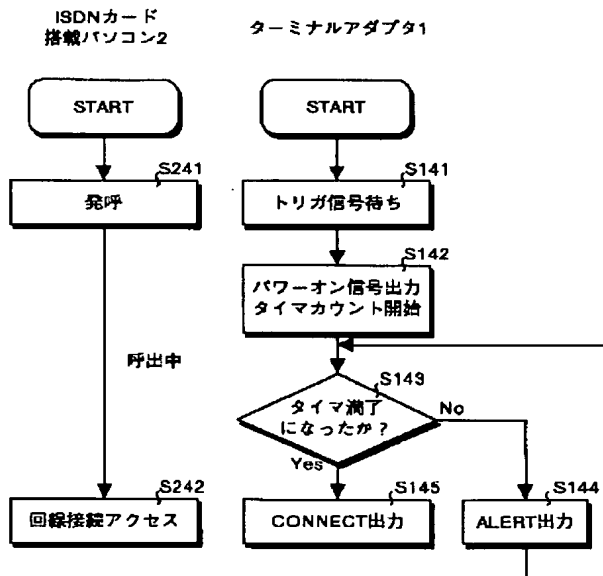 ISDNカード
搭載パソコン2
ターミナルアダプタ1
START
START
S241
発呼
S141
トリガ信号待ち
S142
パワーオン信号出力
タイマカウント開始
呼出中
S143
タイマ満了
になったか？
No
Yes
S242
回線接続アクセス
S145
CONNECT出力
S144
ALERT出力